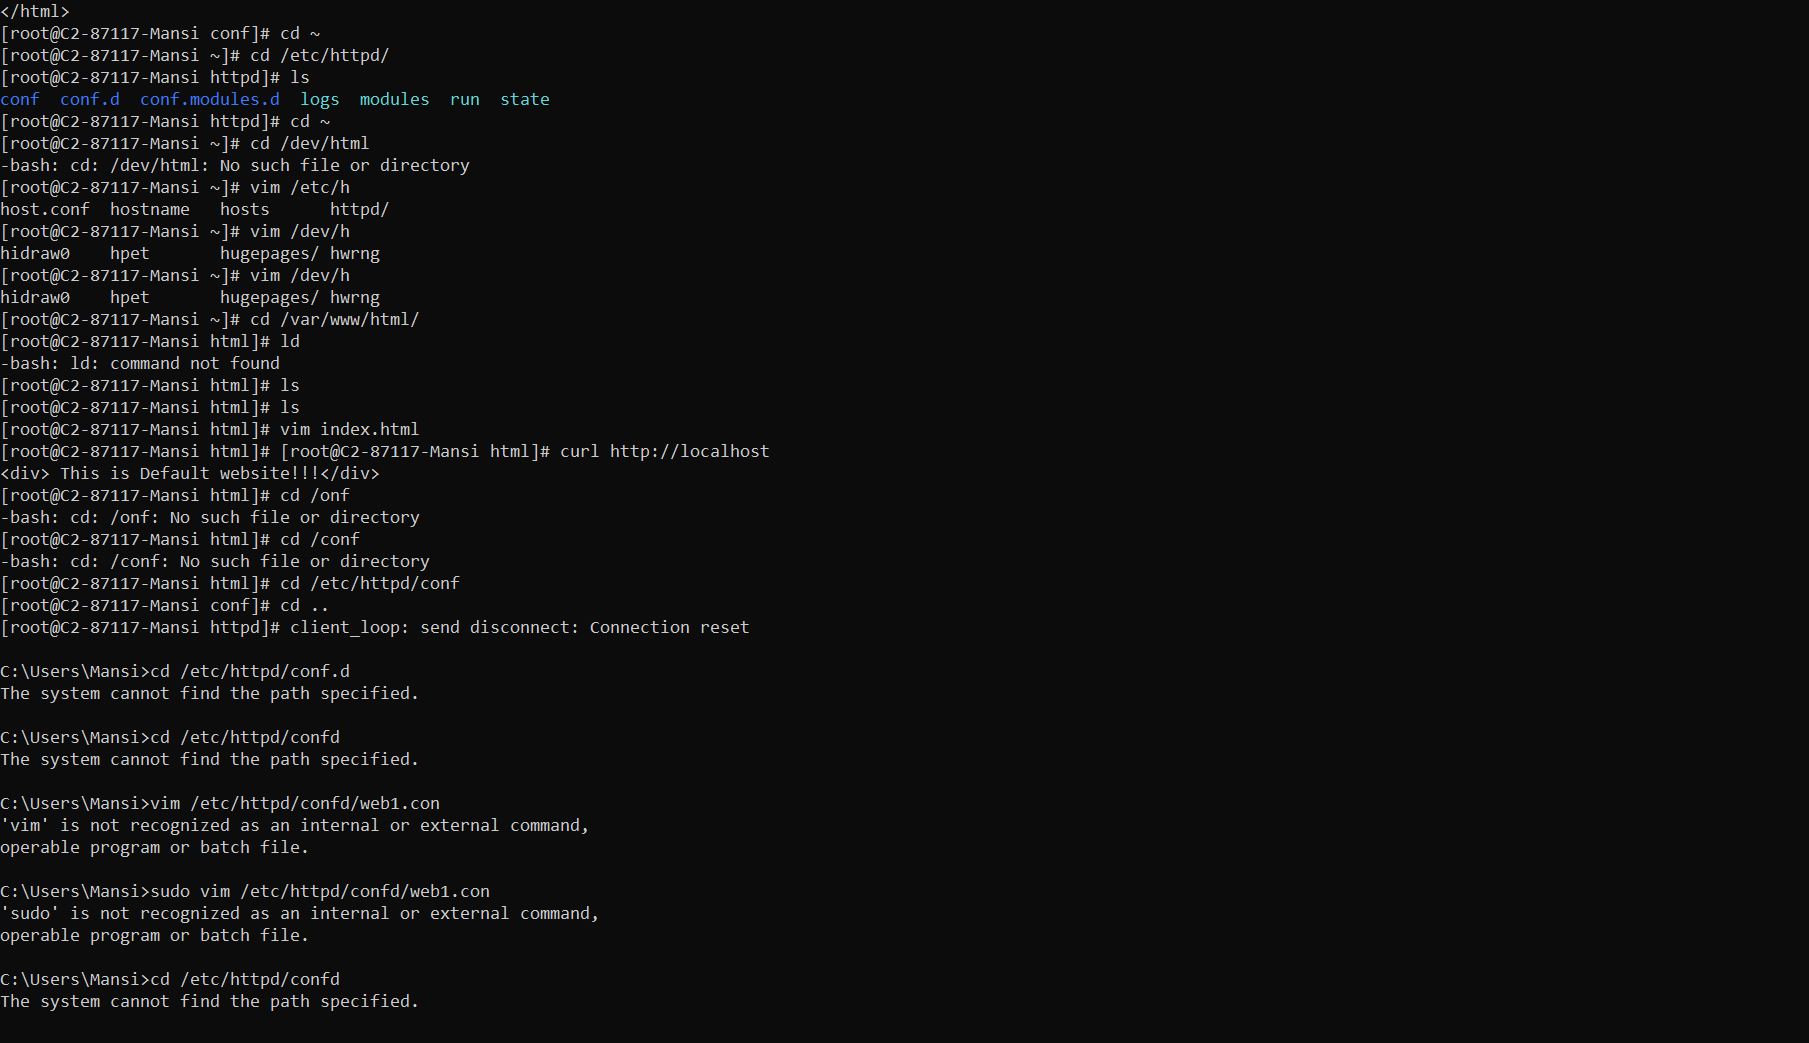 </html>
[root@C2-87117-Mansi conf]# cd ~
[root@C2-87117-Mansi ~]# cd /etc/httpd/
[root@C2-87117-Mansi httpd]# ls
conf  conf.d  conf.modules.d  logs  modules  run  state
[root@C2-87117-Mansi httpd]# cd ~
[root@C2-87117-Mansi ~]# cd /dev/html
-bash: cd: /dev/html: No such file or directory
[root@C2-87117-Mansi ~]# vim /etc/h
host.conf  hostname   hosts      httpd/
[root@C2-87117-Mansi ~]# vim /dev/h
hidraw0    hpet       hugepages/ hwrng
[root@C2-87117-Mansi ~]# vim /dev/h
hidraw0    hpet       hugepages/ hwrng
[root@C2-87117-Mansi ~]# cd /var/www/html/
[root@C2-87117-Mansi html]# ld
-bash: ld: command not found
[root@C2-87117-Mansi html]# ls
[root@C2-87117-Mansi html]# ls
[root@C2-87117-Mansi html]# vim index.html
[root@C2-87117-Mansi html]# [root@C2-87117-Mansi html]# curl http://localhost
<div> This is Default website!!!</div>
[root@C2-87117-Mansi html]# cd /onf
-bash: cd: /onf: No such file or directory
[root@C2-87117-Mansi html]# cd /conf
-bash: cd: /conf: No such file or directory
[root@C2-87117-Mansi html]# cd /etc/httpd/conf
[root@C2-87117-Mansi conf]# cd ..
[root@C2-87117-Mansi httpd]# client_loop: send disconnect: Connection reset

C:\Users\Mansi>cd /etc/httpd/conf.d
The system cannot find the path specified.

C:\Users\Mansi>cd /etc/httpd/confd
The system cannot find the path specified.

C:\Users\Mansi>vim /etc/httpd/confd/web1.con
'vim' is not recognized as an internal or external command,
operable program or batch file.

C:\Users\Mansi>sudo vim /etc/httpd/confd/web1.con
'sudo' is not recognized as an internal or external command,
operable program or batch file.

C:\Users\Mansi>cd /etc/httpd/confd
The system cannot find the path specified.